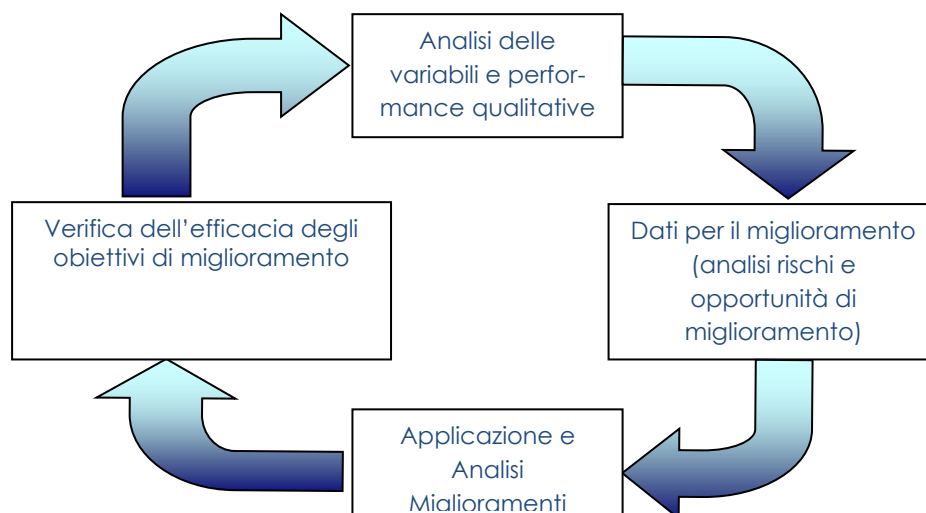 Analisi delle
variabili e perfor-
mance qualitative
Verifica dell'efficacia degli
obiettivi di miglioramento
Dati per il miglioramento
(analisi rischi e
opportunità di
miglioramento)
Applicazione e
Analisi
Miglioramenti